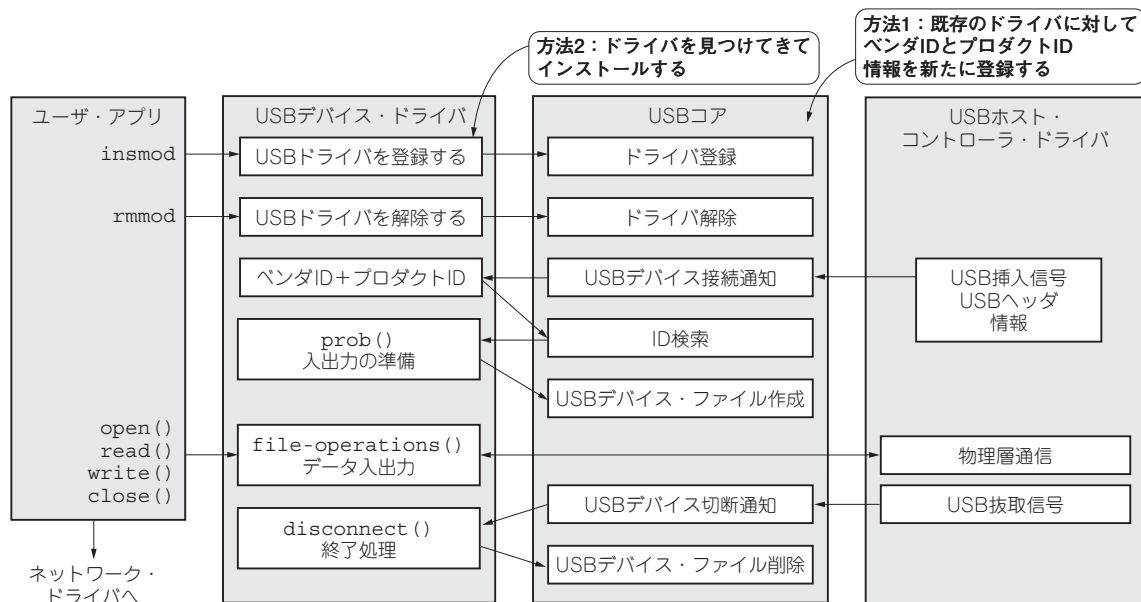 方法2：ドライバを見つけてきて
インストールする
方法1：既存のドライバに対して
ベンダIDとプロダクトID
情報を新たに登録する
ユーザ・アプリ
insmod
rmmod
open()
read()
write()
close()
ネットワーク・
ドライバへ
USBデバイス・ドライバ
USBドライバを登録する
USBドライバを解除する
ベンダID＋プロダクトID
prob()
入出力の準備
file-operations()
データ入出力
disconnect()
終了処理
USBコア
ドライバ登録
ドライバ解除
USBデバイス接続通知
ID検索
USBデバイス・ファイル作成
USBデバイス切断通知
USBデバイス・ファイル削除
USBホスト・
コントローラ・ドライバ
USB挿入信号
USBヘッダ
情報
物理層通信
USB抜取信号